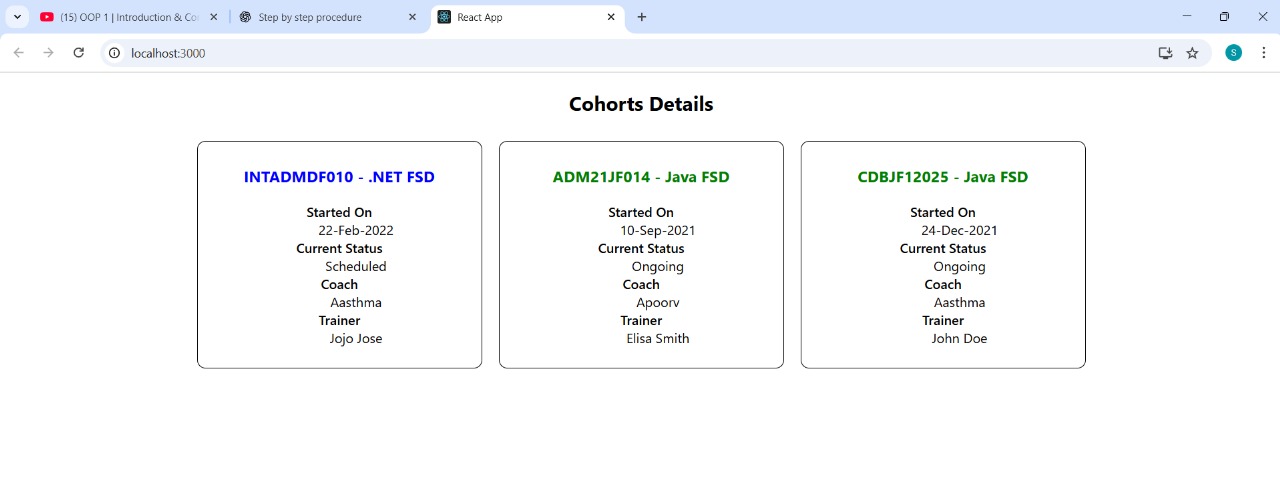 (15) OOP 1 | Introduction & Co
Step by step procedure
React App
localhost:3000
S
Cohorts Details
INTADMDF010 - .NET FSD
Started On
22-Feb-2022
Current Status
Scheduled
Coach
Aasthma
Trainer
Jojo Jose
ADM21JF014 - Java FSD
Started On
10-Sep-2021
Current Status
Ongoing
Coach
Apoorv
Trainer
Elisa Smith
CDBJF12025 - Java FSD
Started On
24-Dec-2021
Current Status
Ongoing
Coach
Aasthma
Trainer
John Doe